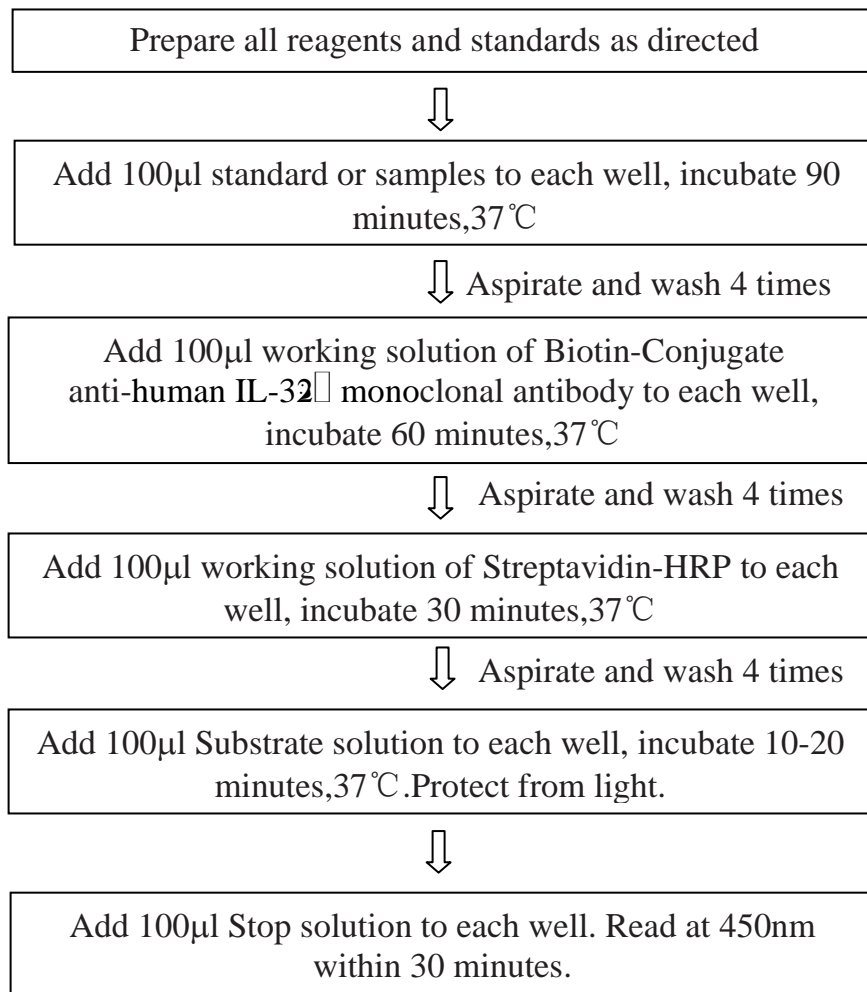 Prepare all reagents and standards as directed
Add 100μl standard or samples to each well, incubate 90
minutes,37℃
Aspirate and wash 4 times
Add 100μl working solution of Biotin-Conjugate
anti-human IL-32□ monoclonal antibody to each well,
incubate 60 minutes,37℃
Aspirate and wash 4 times
Add 100μl working solution of Streptavidin-HRP to each
well, incubate 30 minutes,37℃
Aspirate and wash 4 times
Add 100μl Substrate solution to each well, incubate 10-20
minutes,37℃.Protect from light.
Add 100μl Stop solution to each well. Read at 450nm
within 30 minutes.